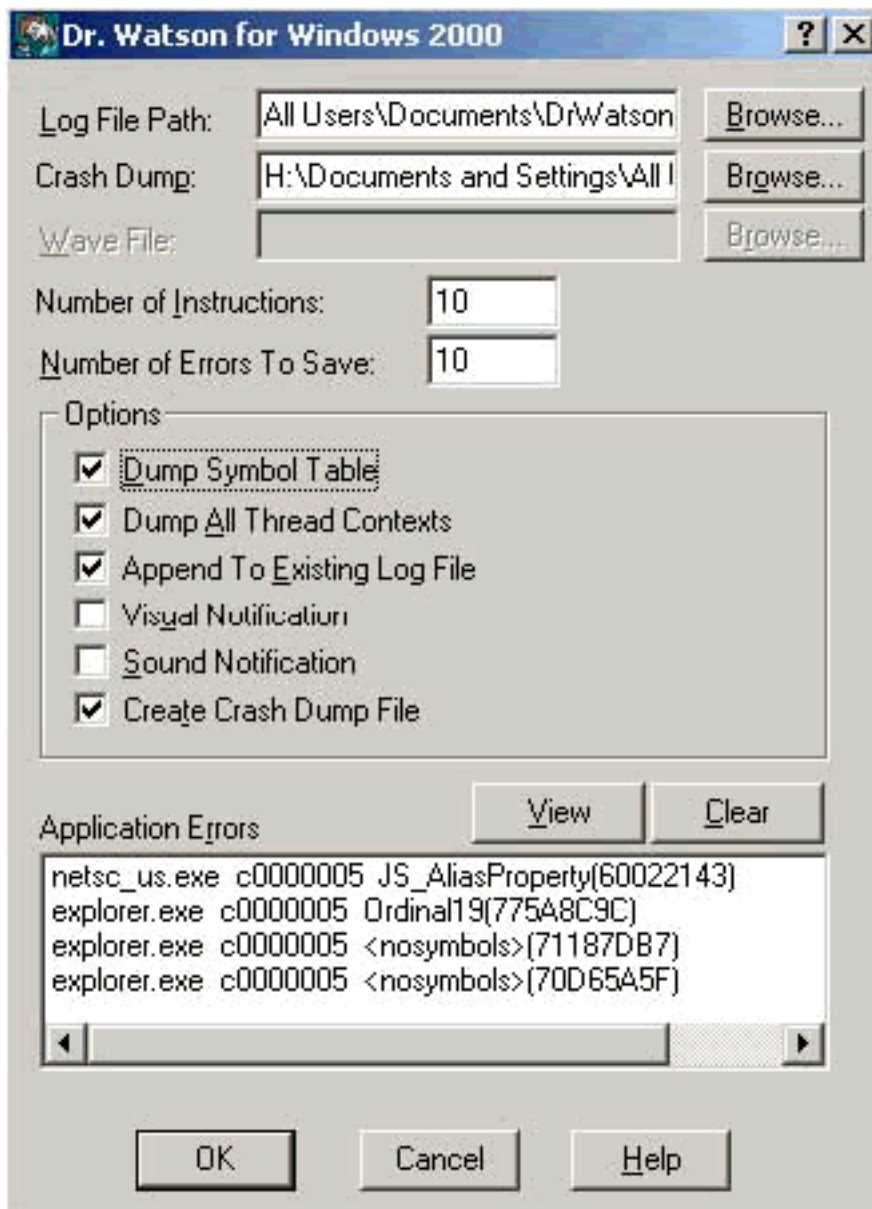 Dr. Watson for Windows 2000
Log File Path: All Users\Documents\DrWatson Browse...
Crash Dump: H:\Documents and Settings\All Browse...
Wave File: Browse...
Number of Instructions: 10
Number of Errors To Save: 10
Options
Dump Symbol Table
Dump All Thread Contexts
Append To Existing Log File
Visual Notification
Sound Notification
Create Crash Dump File
Application Errors View Clear
netsc_us.exe c0000005 JS_AliasProperty(60022143)
explorer.exe c0000005 Ordinal19(775A8C9C)
explorer.exe c0000005 <nosymbols>(71187DB7)
explorer.exe c0000005 <nosymbols>(70D65A5F)
OK Cancel Help